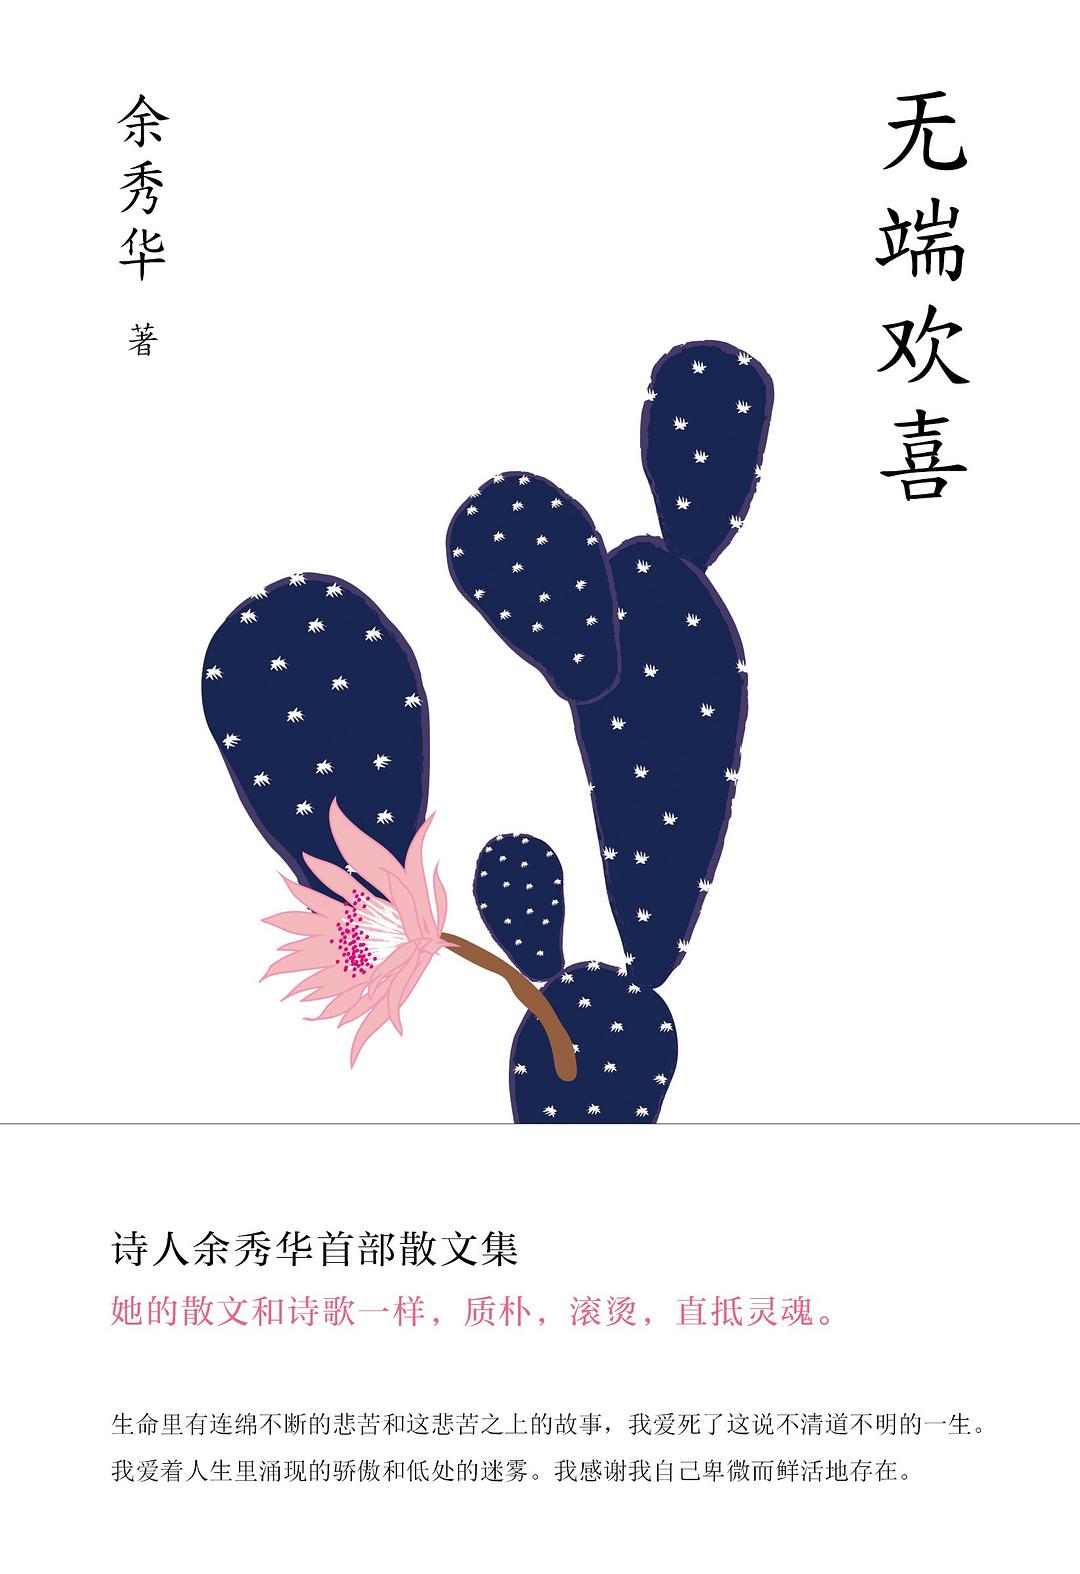 无端欢喜
余秀华 著
诗人余秀华首部散文集
她的散文和诗歌一样，质朴，滚烫，直抵灵魂。
生命里有连绵不断的悲苦和这悲苦之上的故事，我爱死了这说不清道不明的一生。
我爱着人生里涌现的骄傲和低处的迷雾。我感谢我自己卑微而鲜活地存在。